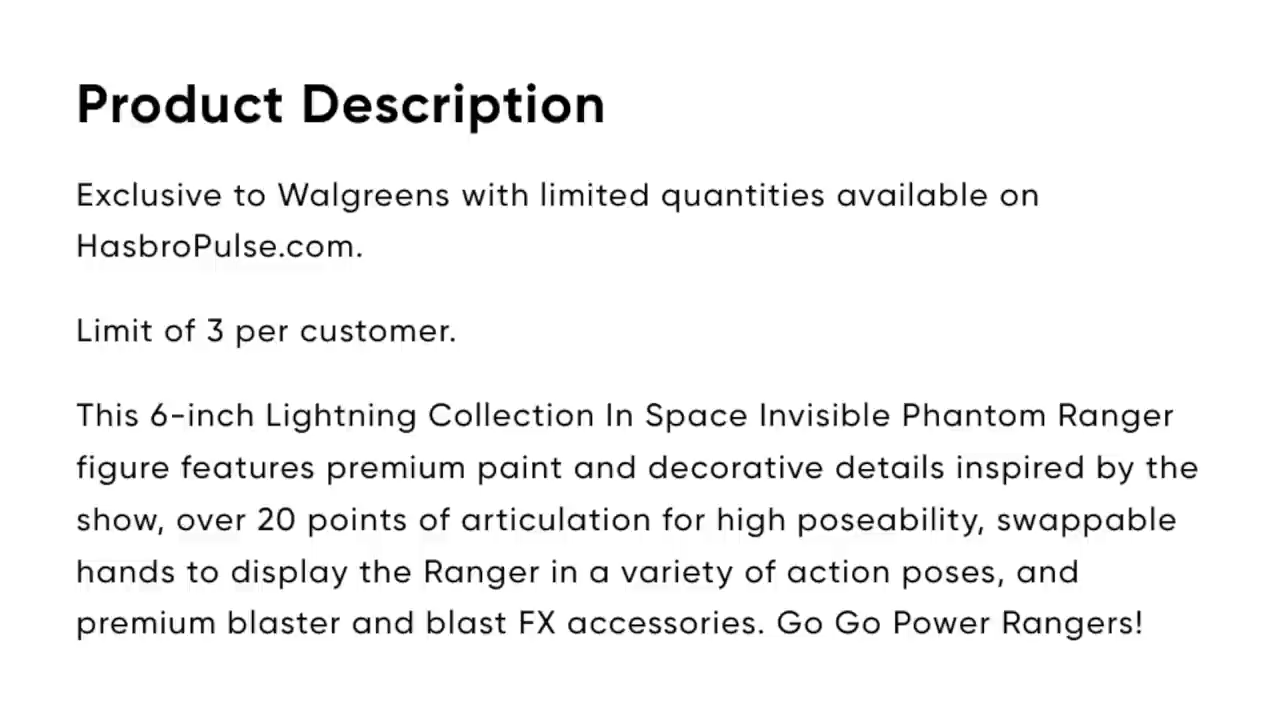 Product Description
Exclusive to Walgreens with limited quantities available on
HasbroPulse.com.
Limit of 3 per customer.
This 6-inch Lightning Collection In Space Invisible Phantom Ranger
figure features premium paint and decorative details inspired by the
show, over 20 points of articulation for high poseability, swappable
hands to display the Ranger in a variety of action poses, and
premium blaster and blast FX accessories. Go Go Power Rangers!